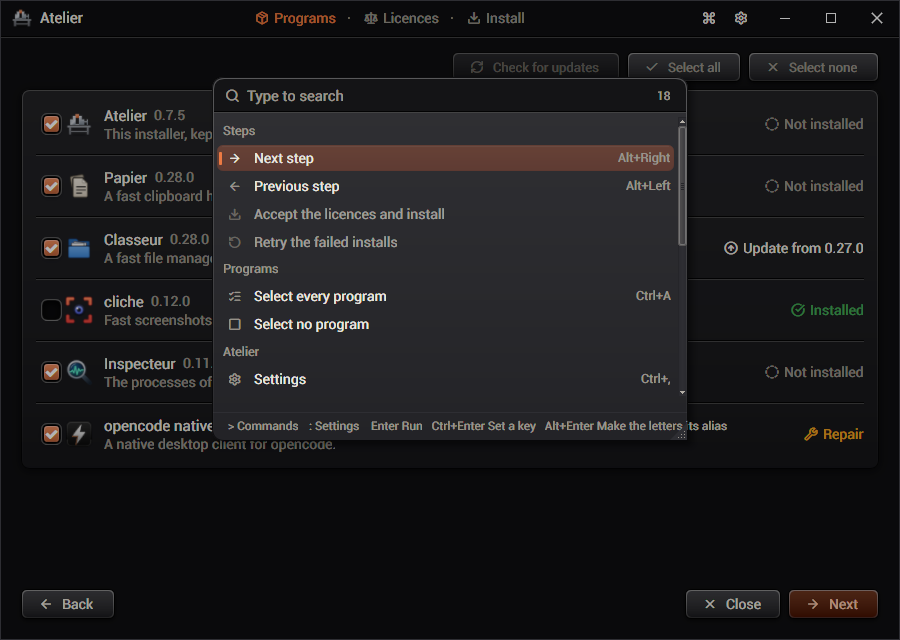 Atelier
Programs · Licences · Install
Check for updates
Select all
Select none
Type to search
18
Steps
Next step Alt+Right
Previous step Alt+Left
Accept the licences and install
Retry the failed installs
Programs
Select every program Ctrl+A
Select no program
Atelier
Settings Ctrl+,
> Commands : Settings Enter Run Ctrl+Enter Set a key Alt+Enter Make the letters its alias
Atelier 0.7.5
This installer, kep
Not installed
Papier 0.28.0
A fast clipboard h
Not installed
Classeur 0.28.0
A fast file manage
Update from 0.27.0
cliche 0.12.0
Fast screenshots
Installed
Inspecteur 0.11.
The processes of
Not installed
opencode native
A native desktop client for opencode.
Repair
Back
Close
Next